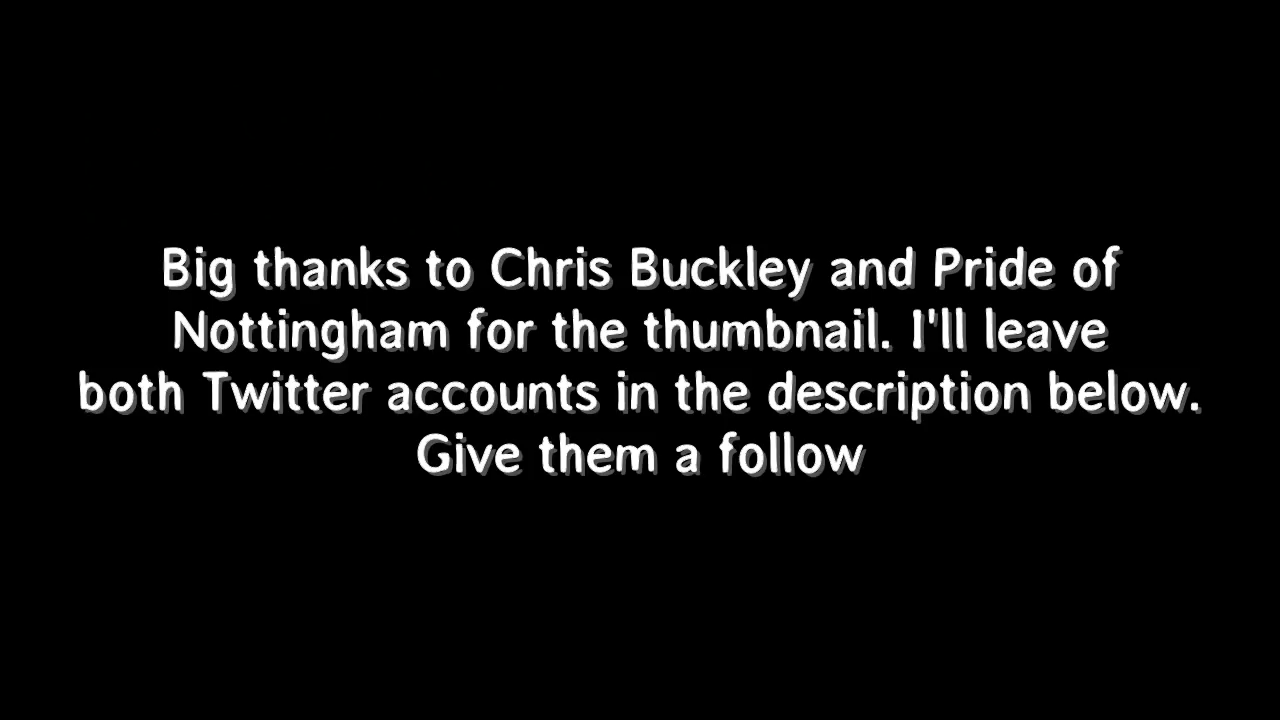 Big thanks to Chris Buckley and Pride of
Nottingham for the thumbnail. I'll leave
both Twitter accounts in the description below.
Give them a follow